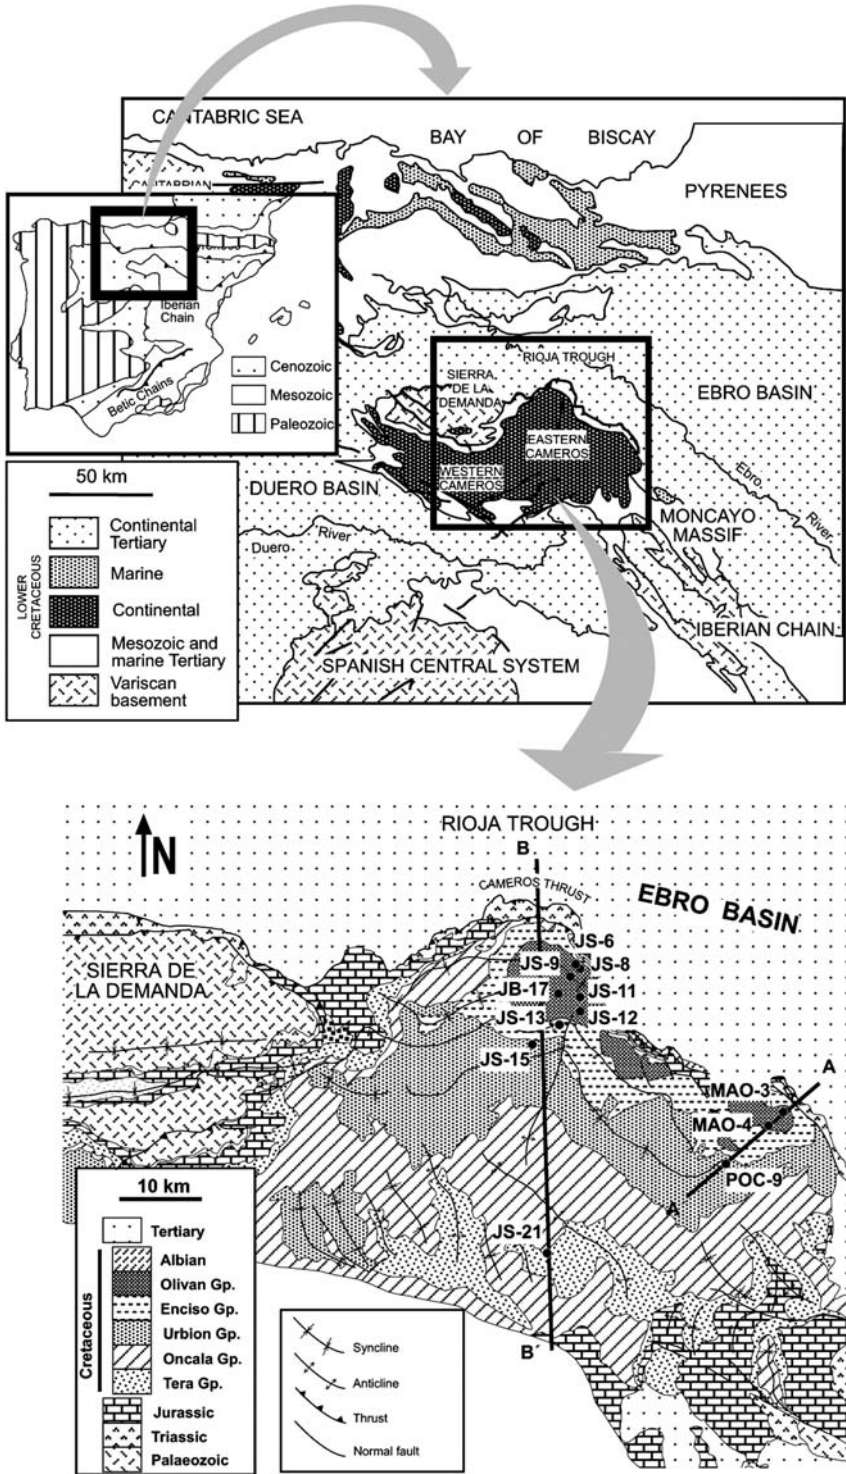 CANTABRIC SEA
BAY OF BISCAY
PYRENEES
CANTABRIAN
Iberian
Chain
Betic Chains
Cenozoic
Mesozoic
Paleozoic
RIOJA TROUGH
SIERRA
DE LA
DEMANDA
EBRO BASIN
EASTERN
CAMEROS
WESTERN
CAMEROS
DUERO BASIN
Ebro
River
MONCAYO
MASSIF
Duero
River
IBERIAN CHAIN
SPANISH CENTRAL SYSTEM
50 km
Continental
Tertiary
LOWER
CRETACEOUS
Marine
Continental
Mesozoic and
marine Tertiary
Variscan
basement
N
RIOJA TROUGH
B
CAMEROS THRUST
EBRO BASIN
JS-6
JS-9
JS-8
SIERRA DE
LA DEMANDA
JB-17
JS-11
JS-13
JS-12
JS-15
A
MAO-3
MAO-4
POC-9
A
JS-21
B´
10 km
Tertiary
Cretaceous
Albian
Olivan Gp.
Enciso Gp.
Urbion Gp.
Oncala Gp.
Tera Gp.
Jurassic
Triassic
Palaeozoic
Syncline
Anticline
Thrust
Normal fault